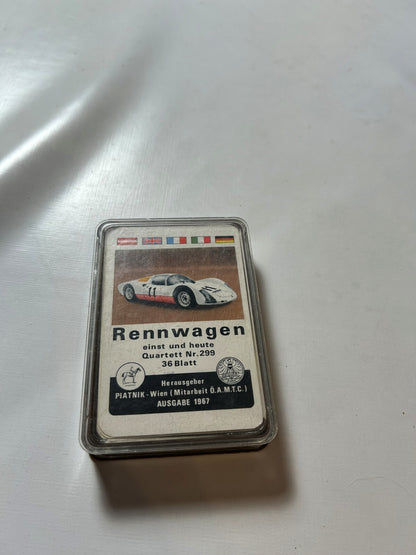 Rennwagen
einst und heute
Quartett Nr. 299
36 Blatt
Herausgeber
PIATNIK - Wien ( Mitarbeit Ö.A.M.T.C. )
AUSGABE 1967